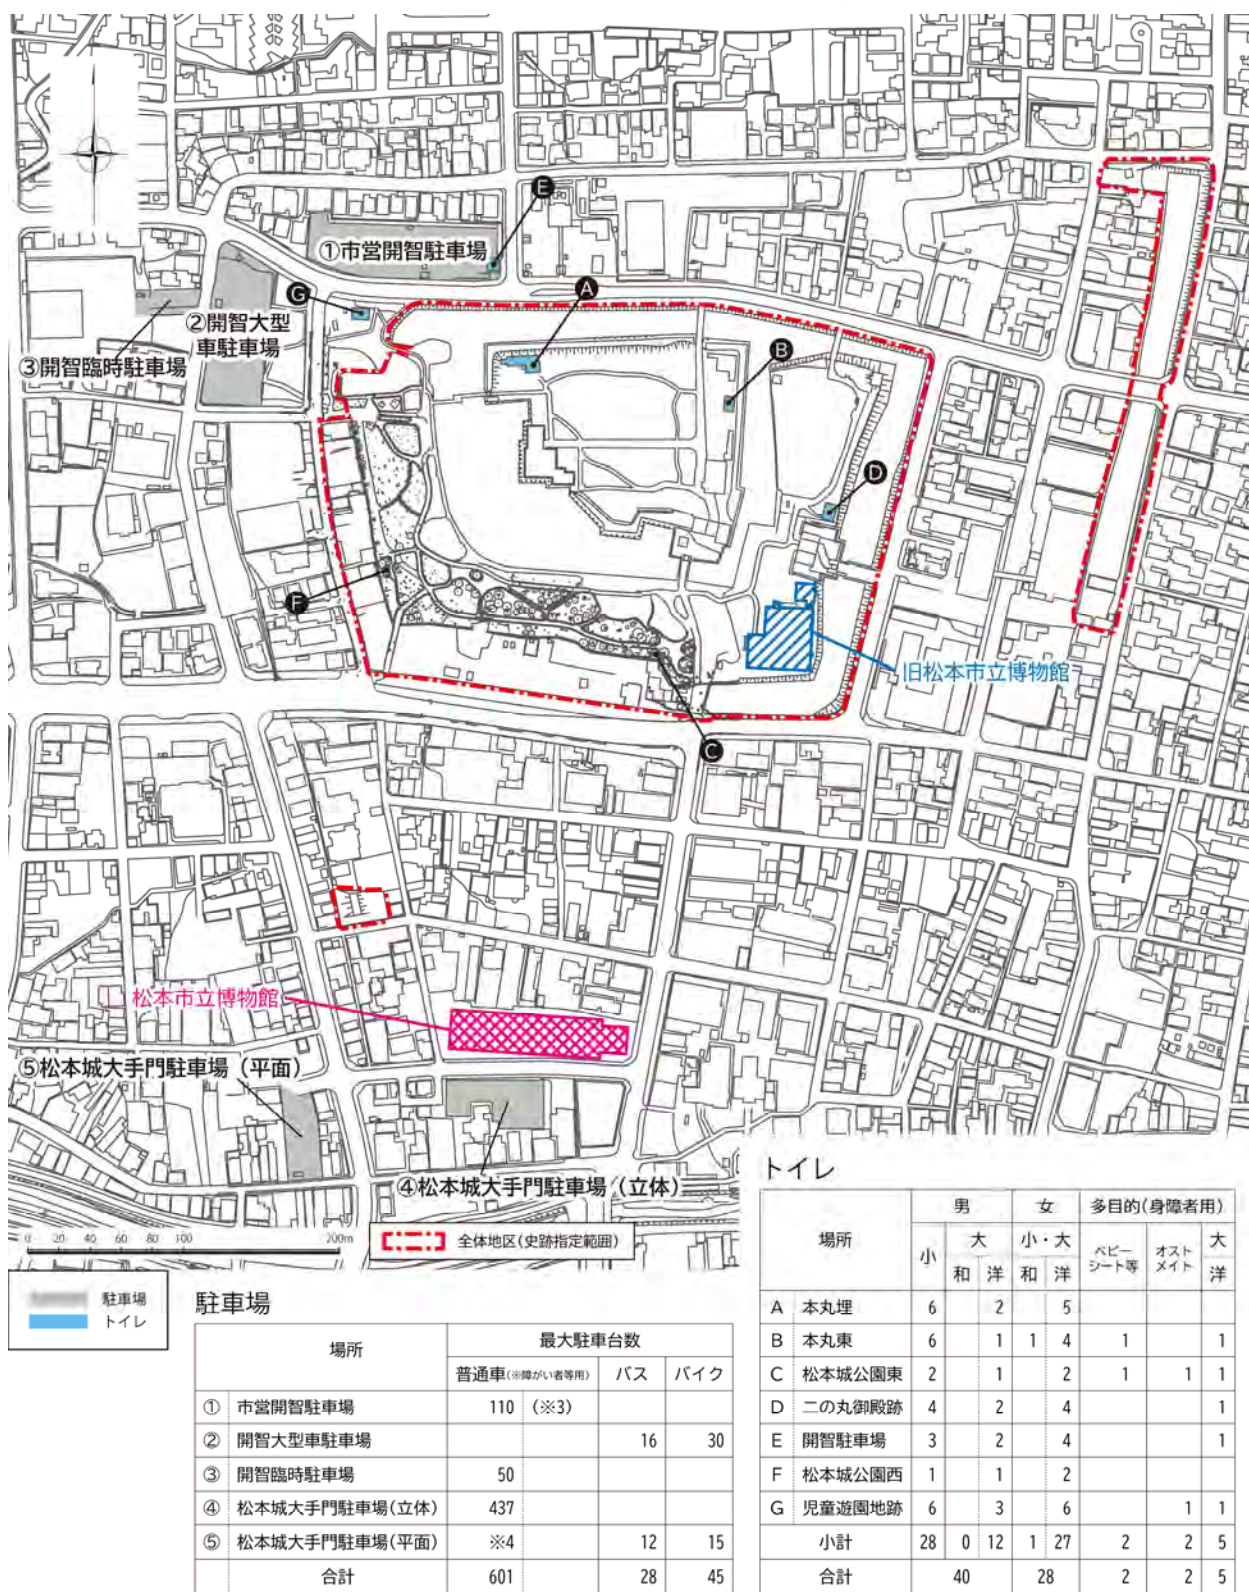 E
①市営開智駐車場
A
G
②開智大型
車駐車場
B
③開智臨時駐車場
D
F
旧松本市立博物館
C
松本市立博物館
⑤松本城大手門駐車場（平面）
④松本城大手門駐車場（立体）
0 20 40 60 80 100 200m
全体地区(史跡指定範囲)
駐車場
トイレ
駐車場
場所 最大駐車台数
普通車(※障がい者等用) バス バイク
① 市営開智駐車場 110 (※3)
② 開智大型車駐車場 16 30
③ 開智臨時駐車場 50
④ 松本城大手門駐車場(立体) 437
⑤ 松本城大手門駐車場(平面) ※4 12 15
合計 601 28 45
トイレ
場所 男 女 多目的(身障者用)
小 大 小・大 ベビーシート等 オストメイト 大
和 洋 和 洋 洋
A 本丸埋 6 2 5
B 本丸東 6 1 1 4 1 1
C 松本城公園東 2 1 2 1 1 1
D 二の丸御殿跡 4 2 4 1
E 開智駐車場 3 2 4 1
F 松本城公園西 1 1 2
G 児童遊園地跡 6 3 6 1 1
小計 28 0 12 1 27 2 2 5
合計 40 28 2 2 5